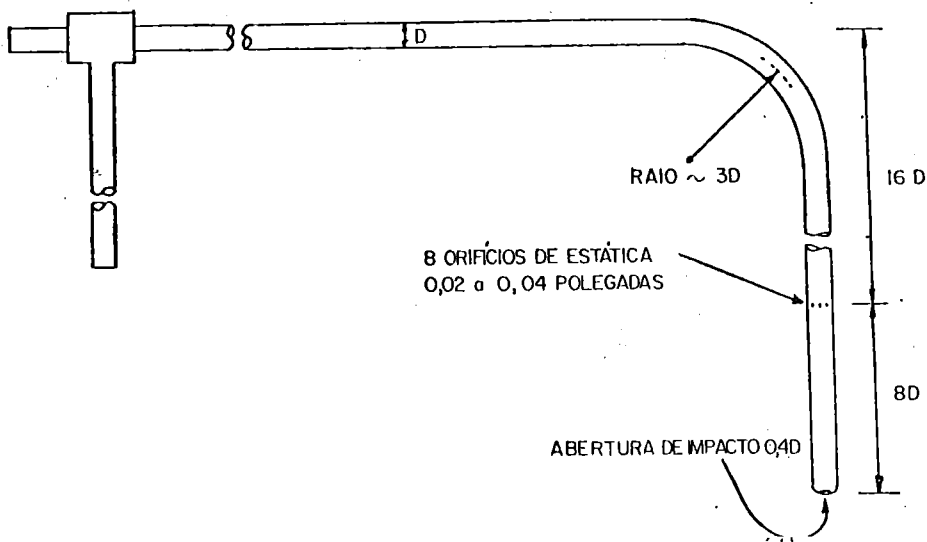 D
RAIO ~ 3D
16 D
8 ORIFÍCIOS DE ESTÁTICA
0,02 a 0,04 POLEGADAS
8D
ABERTURA DE IMPACTO 0,4D